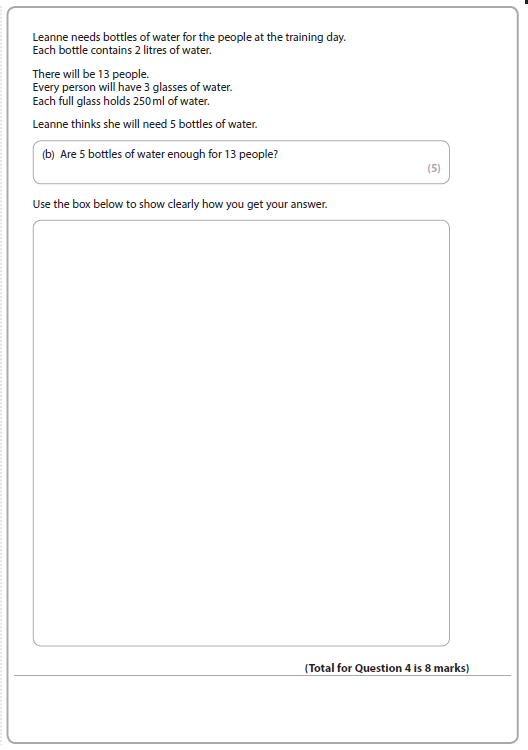 Leanne needs bottles of water for the people at the training day.
Each bottle contains 2 litres of water.
There will be 13 people.
Every person will have 3 glasses of water.
Each full glass holds 250 ml of water.
Leanne thinks she will need 5 bottles of water.
(b) Are 5 bottles of water enough for 13 people?
(5)
Use the box below to show clearly how you get your answer.
(Total for Question 4 is 8 marks)